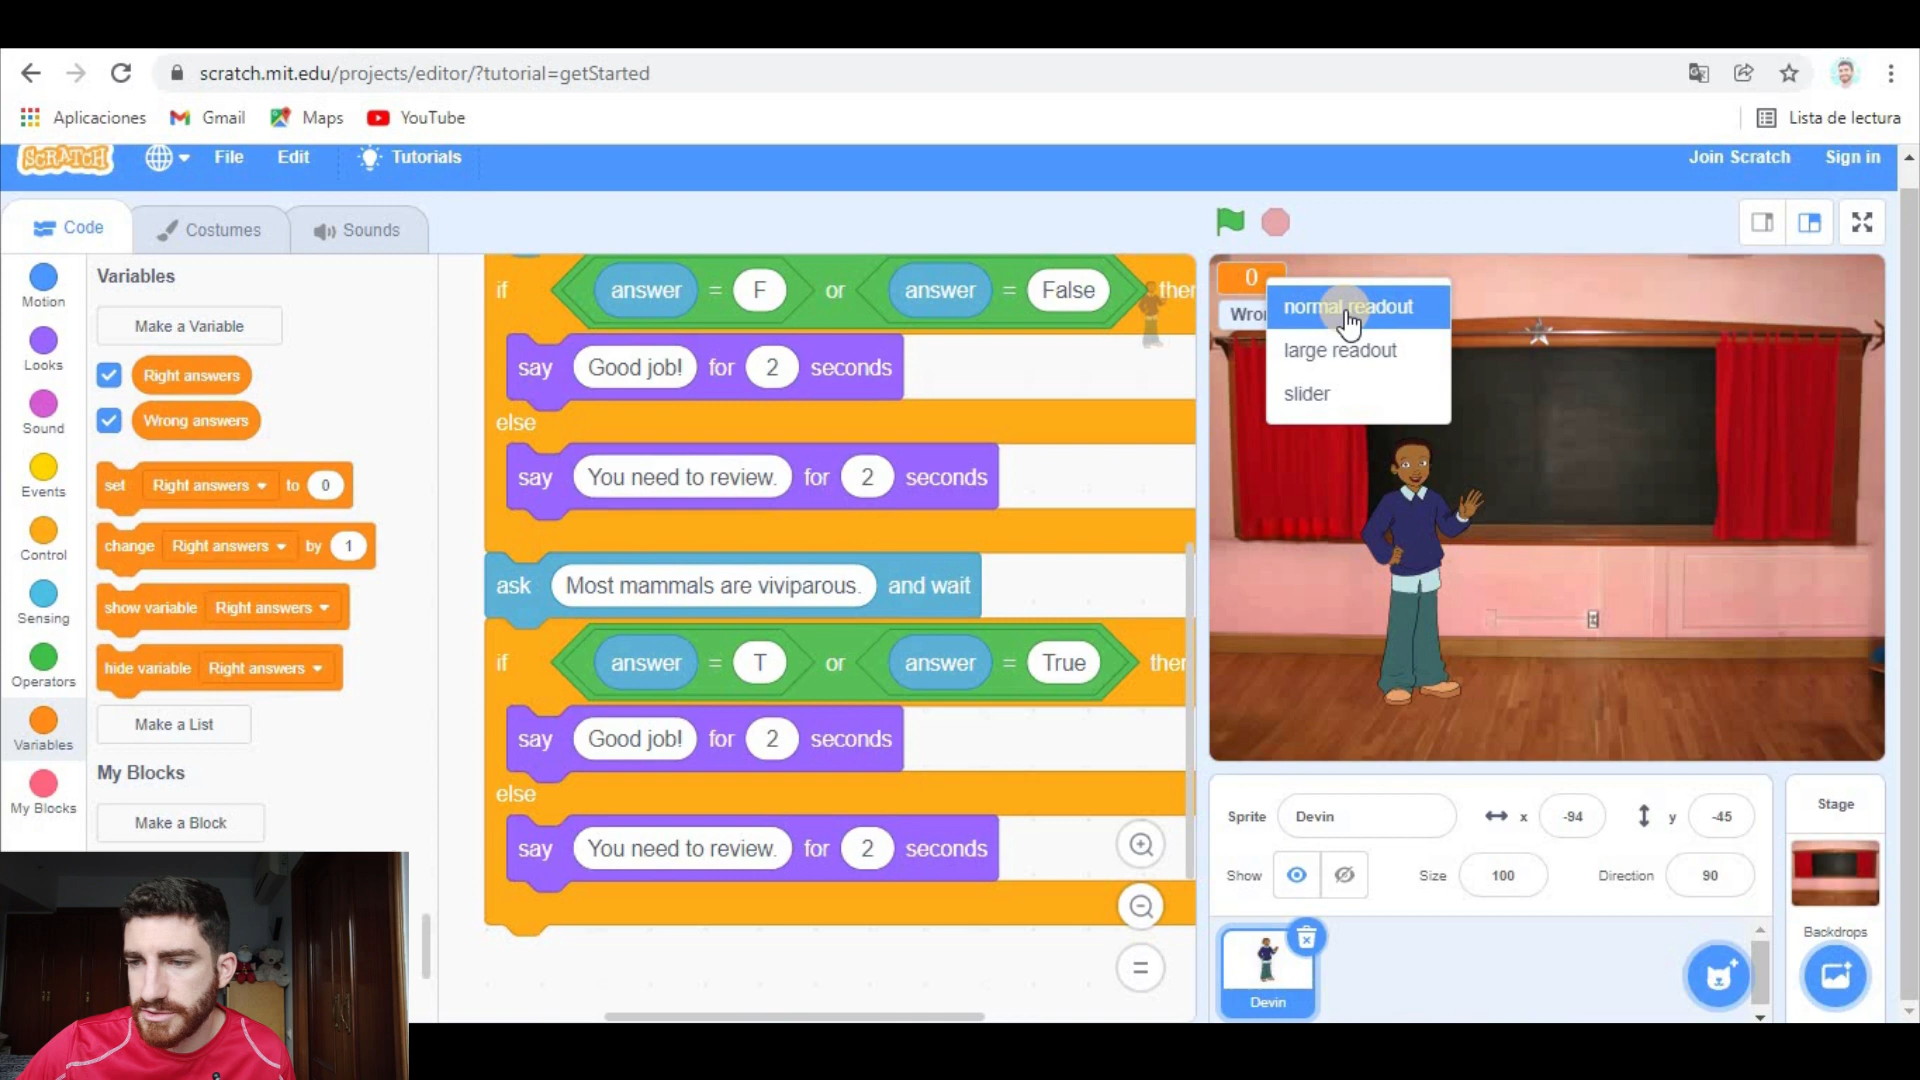 scratch.mit.edu/projects/editor/?tutorial=getStarted
Aplicaciones Gmail Maps YouTube Lista de lectura
SCRATCH File Edit Tutorials Join Scratch Sign in
Code Costumes Sounds
Motion
Looks
Sound
Events
Control
Sensing
Operators
Variables
My Blocks
Variables
Make a Variable
Right answers
Wrong answers
set Right answers to 0
change Right answers by 1
show variable Right answers
hide variable Right answers
Make a List
My Blocks
Make a Block
if answer = F or answer = False then
say Good job! for 2 seconds
else
say You need to review. for 2 seconds
ask Most mammals are viviparous. and wait
if answer = T or answer = True then
say Good job! for 2 seconds
else
say You need to review. for 2 seconds
0
normal readout
large readout
slider
Sprite Devin x -94 y -45
Show Size 100 Direction 90
Devin
Stage
Backdrops